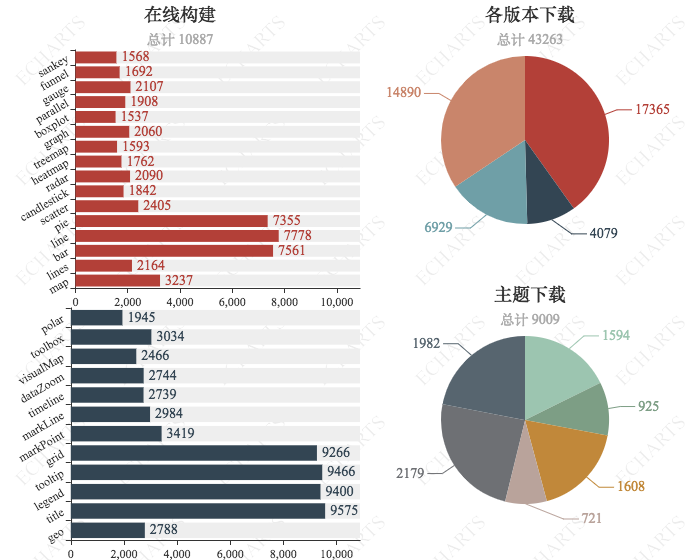 在线构建
总计 10887
sankey 1568
funnel 1692
gauge 2107
parallel 1908
boxplot 1537
graph 2060
treemap 1593
heatmap 1762
radar 2090
candlestick 1842
scatter 2405
pie 7355
line 7778
bar 7561
lines 2164
map 3237
0 2,000 4,000 6,000 8,000 10,000
polar 1945
toolbox 3034
visualMap 2466
dataZoom 2744
timeline 2739
markLine 2984
markPoint 3419
grid 9266
tooltip 9466
legend 9400
title 9575
geo 2788
0 2,000 4,000 6,000 8,000 10,000
各版本下载
总计 43263
14890
17365
6929
4079
主题下载
总计 9009
1982
1594
925
2179
1608
721
ECHARTS